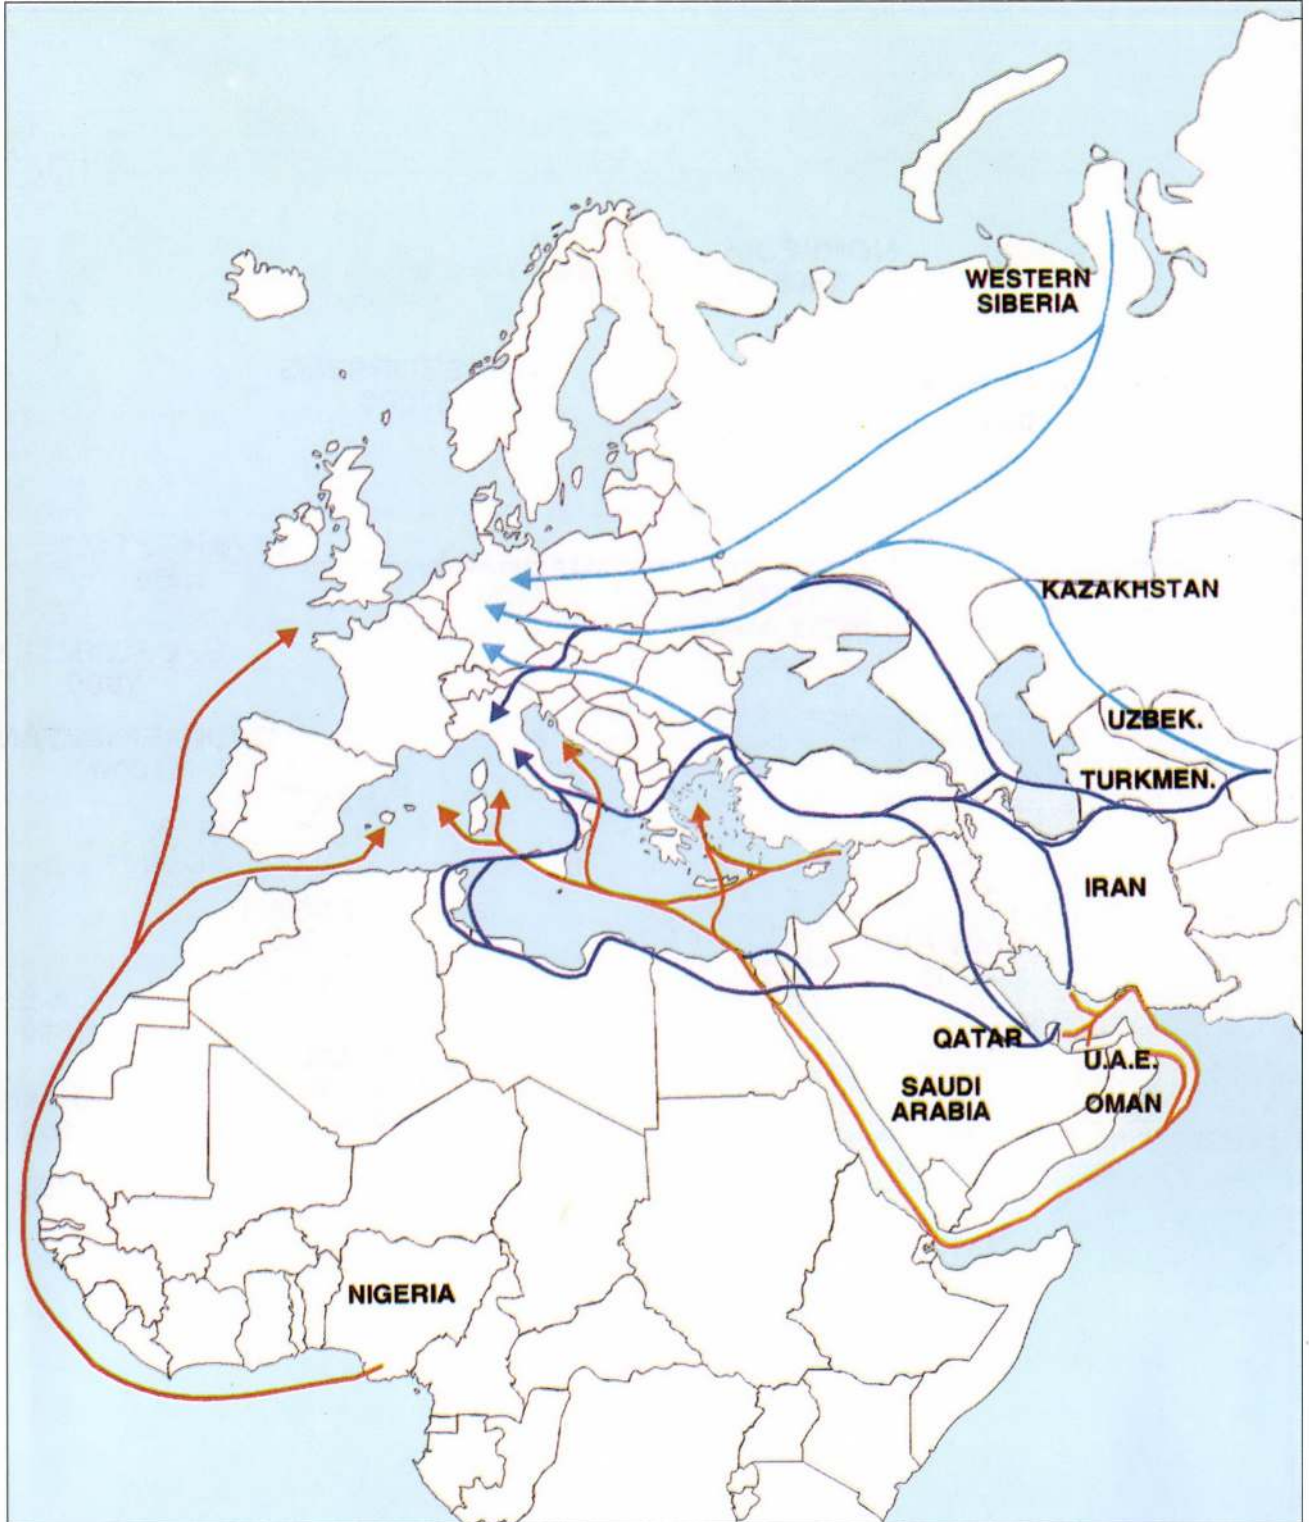 WESTERN
SIBERIA
KAZAKHSTAN
UZBEK.
TURKMEN.
IRAN
QATAR
U.A.E.
SAUDI
ARABIA
OMAN
NIGERIA